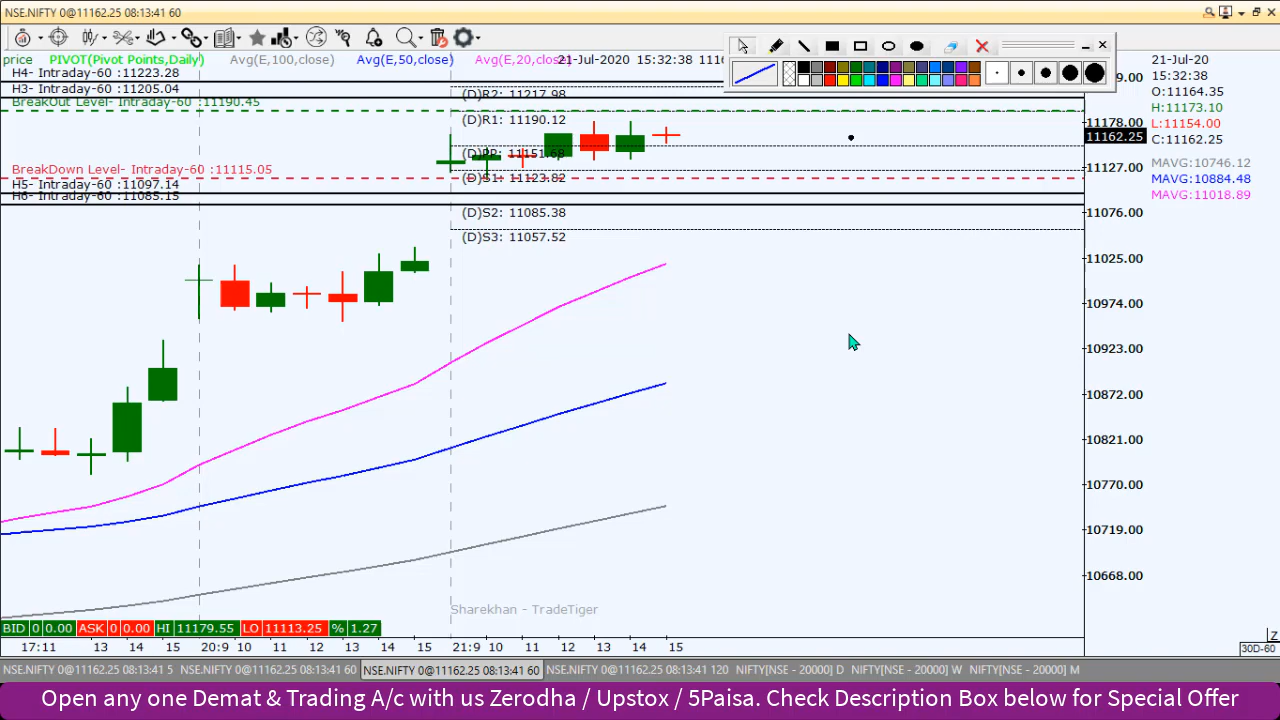 NSE.NIFTY 0@11162.25 08:13:41 60
price PIVOT(Pivot Points,Daily) Avg(E,100,close) Avg(E,50,close) Avg(E,20,close) 21-Jul-2020 15:32:38
H4- Intraday-60 :11223.28
H3- Intraday-60 :11205.04
BreakOut Level- Intraday-60 :11190.45
BreakDown Level- Intraday-60 :11115.05
H5- Intraday-60 :11097.14
H6- Intraday-60 :11085.15
(D)R2: 11217.98
(D)R1: 11190.12
(D)PP: 11151.68
(D)S1: 11123.82
(D)S2: 11085.38
(D)S3: 11057.52
11178.00
11162.25
11127.00
11076.00
11025.00
10974.00
10923.00
10872.00
10821.00
10770.00
10719.00
10668.00
21-Jul-20
15:32:38
O:11164.35
H:11173.10
L:11154.00
C:11162.25
MAVG:10746.12
MAVG:10884.48
MAVG:11018.89
Sharekhan - TradeTiger
BID 0 0.00 ASK 0 0.00 HI 11179.55 LO 11113.25 % 1.27
17:11 13 14 15 20:9 10 11 12 13 14 15 21:9 10 11 12 13 14 15
Z
30D-60
NSE.NIFTY 0@11162.25 08:13:41 5 NSE.NIFTY 0@11162.25 08:13:41 60 NSE.NIFTY 0@11162.25 08:13:41 60 NSE.NIFTY 0@11162.25 08:13:41 120 NIFTY[NSE - 20000] D NIFTY[NSE - 20000] W NIFTY[NSE - 20000] M
Open any one Demat & Trading A/c with us Zerodha / Upstox / 5Paisa. Check Description Box below for Special Offer